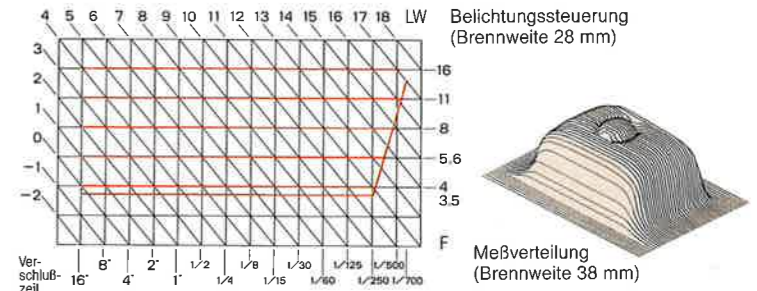 4 5 6 7 8 9 10 11 12 13 14 15 16 17 18 LW
Belichtungssteuerung
(Brennweite 28 mm)
3
2
1
0
−1
−2
16
11
8
5,6
4
3.5
F
Ver-
schluß-
zeil
8" 2" 1/2 1/8 1/30 1/125 1/500
16" 4" 1" 1/4 1/15 1/60 1/250 1/700
Meßverteilung
(Brennweite 38 mm)